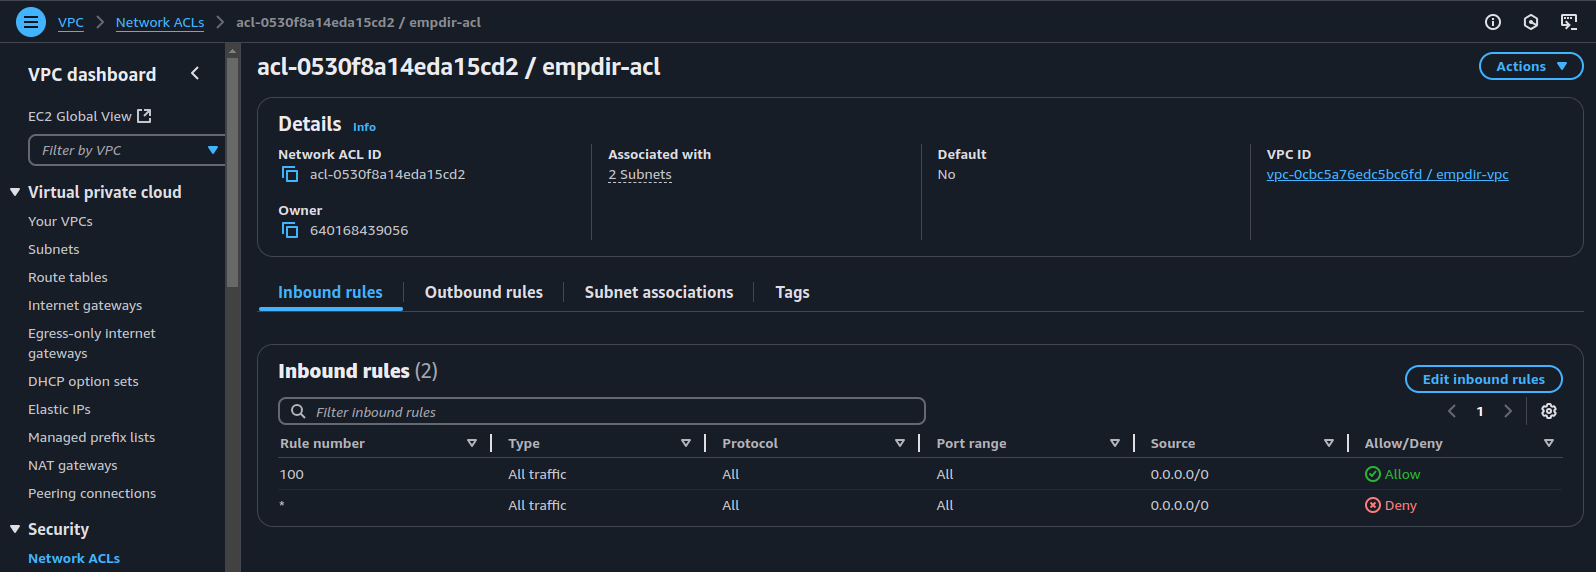 VPC > Network ACLs > acl-0530f8a14eda15cd2 / empdir-acl
VPC dashboard
EC2 Global View
Filter by VPC
Virtual private cloud
Your VPCs
Subnets
Route tables
Internet gateways
Egress-only internet
gateways
DHCP option sets
Elastic IPs
Managed prefix lists
NAT gateways
Peering connections
Security
Network ACLs
acl-0530f8a14eda15cd2 / empdir-acl
Actions
Details Info
Network ACL ID
acl-0530f8a14eda15cd2
Associated with
2 Subnets
Default
No
VPC ID
vpc-0cbc5a76edc5bc6fd / empdir-vpc
Owner
640168439056
Inbound rules Outbound rules Subnet associations Tags
Inbound rules (2)
Edit inbound rules
Filter Inbound rules
1
Rule number Type Protocol Port range Source Allow/Deny
100 All traffic All All 0.0.0.0/0 Allow
* All traffic All All 0.0.0.0/0 Deny